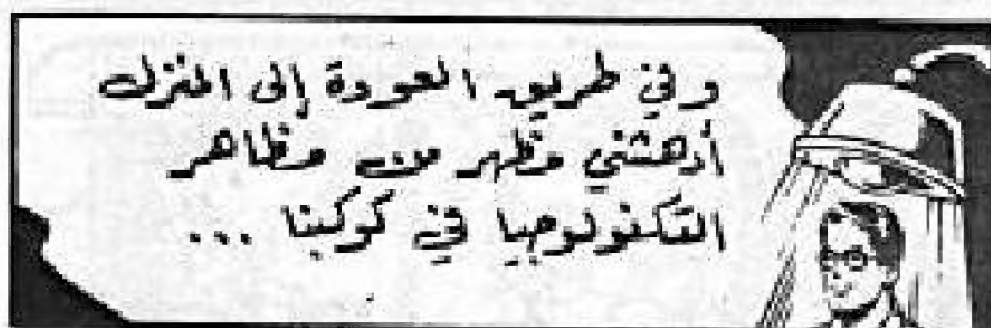 وفي طريق العودة إلى المنزل
أدهشني مظهر من مظاهر
التكنولوجيا في كوكبنا ...